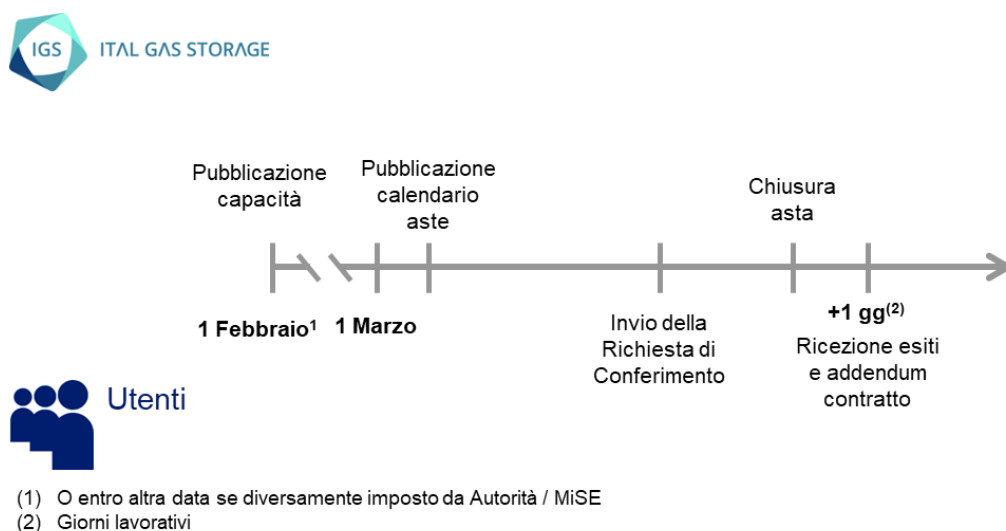 IGS ITAL GAS STORAGE
Pubblicazione
capacità
Pubblicazione
calendario
aste
Chiusura
asta
1 Febbraio¹
1 Marzo
Invio della
Richiesta di
Conferimento
+1 gg⁽²⁾
Ricezione esiti
e addendum
contratto
Utenti
(1) O entro altra data se diversamente imposto da Autorità / MiSE
(2) Giorni lavorativi